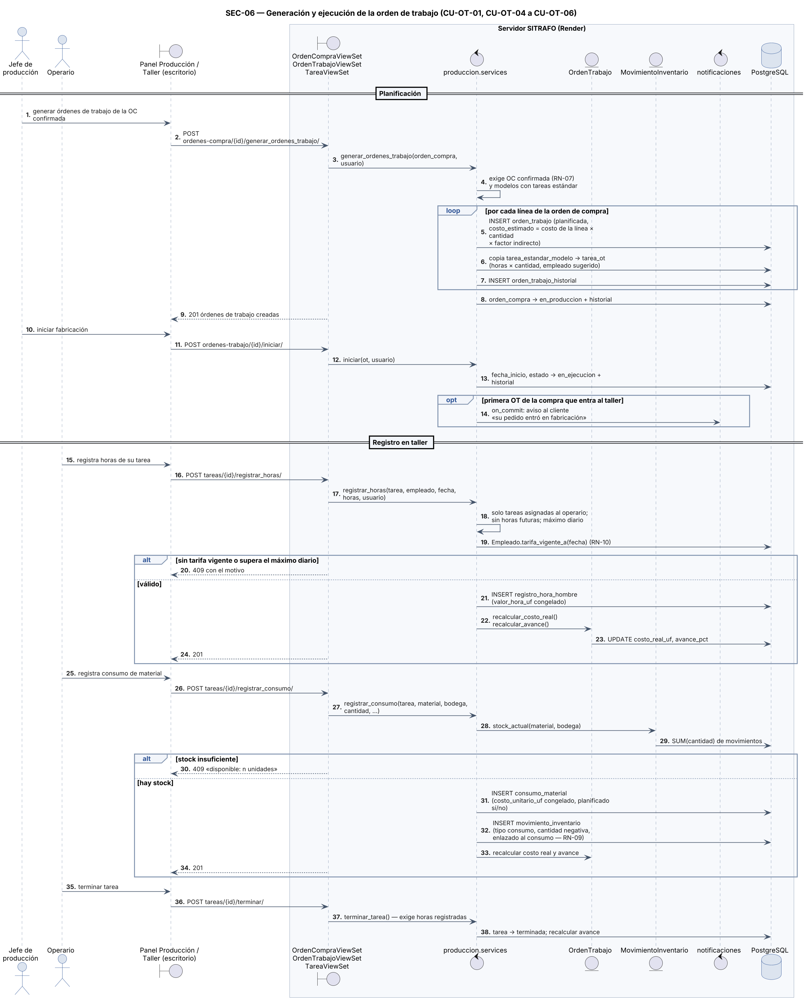 SEC-06 — Generación y ejecución de la orden de trabajo (CU-OT-01, CU-OT-04 a CU-OT-06)
Servidor SITRAFO (Render)
Jefe de
producción
Operario
Panel Producción /
Taller (escritorio)
OrdenCompraViewSet
OrdenTrabajoViewSet
TareaViewSet
produccion.services
OrdenTrabajo
MovimientoInventario
notificaciones
PostgreSQL
Planificación
1. generar órdenes de trabajo de la OC
confirmada
2. POST
ordenes-compra/{id}/generar_ordenes_trabajo/
3. generar_ordenes_trabajo(orden_compra,
usuario)
4. exige OC confirmada (RN-07)
y modelos con tareas estándar
loop [por cada línea de la orden de compra]
5. INSERT orden_trabajo (planificada,
costo_estimado = costo de la línea ×
cantidad
× factor indirecto)
6. copia tarea_estandar_modelo → tarea_ot
(horas × cantidad, empleado sugerido)
7. INSERT orden_trabajo_historial
8. orden_compra → en_produccion + historial
9. 201 órdenes de trabajo creadas
10. iniciar fabricación
11. POST ordenes-trabajo/{id}/iniciar/
12. iniciar(ot, usuario)
13. fecha_inicio, estado → en_ejecucion +
historial
opt [primera OT de la compra que entra al taller]
14. on_commit: aviso al cliente
«su pedido entró en fabricación»
Registro en taller
15. registra horas de su tarea
16. POST tareas/{id}/registrar_horas/
17. registrar_horas(tarea, empleado, fecha,
horas, usuario)
18. solo tareas asignadas al operario;
sin horas futuras; máximo diario
19. Empleado.tarifa_vigente_a(fecha) (RN-10)
alt [sin tarifa vigente o supera el máximo diario]
20. 409 con el motivo
[válido]
21. INSERT registro_hora_hombre
(valor_hora_uf congelado)
22. recalcular_costo_real()
recalcular_avance()
23. UPDATE costo_real_uf, avance_pct
24. 201
25. registra consumo de material
26. POST tareas/{id}/registrar_consumo/
27. registrar_consumo(tarea, material, bodega,
cantidad, ...)
28. stock_actual(material, bodega)
29. SUM(cantidad) de movimientos
alt [stock insuficiente]
30. 409 «disponible: n unidades»
[hay stock]
31. INSERT consumo_material
(costo_unitario_uf congelado, planificado
sí/no)
32. INSERT movimiento_inventario
(tipo consumo, cantidad negativa,
enlazado al consumo — RN-09)
33. recalcular costo real y avance
34. 201
35. terminar tarea
36. POST tareas/{id}/terminar/
37. terminar_tarea() — exige horas registradas
38. tarea → terminada; recalcular avance
Jefe de
producción
Operario
Panel Producción /
Taller (escritorio)
OrdenCompraViewSet
OrdenTrabajoViewSet
TareaViewSet
produccion.services
OrdenTrabajo
MovimientoInventario
notificaciones
PostgreSQL